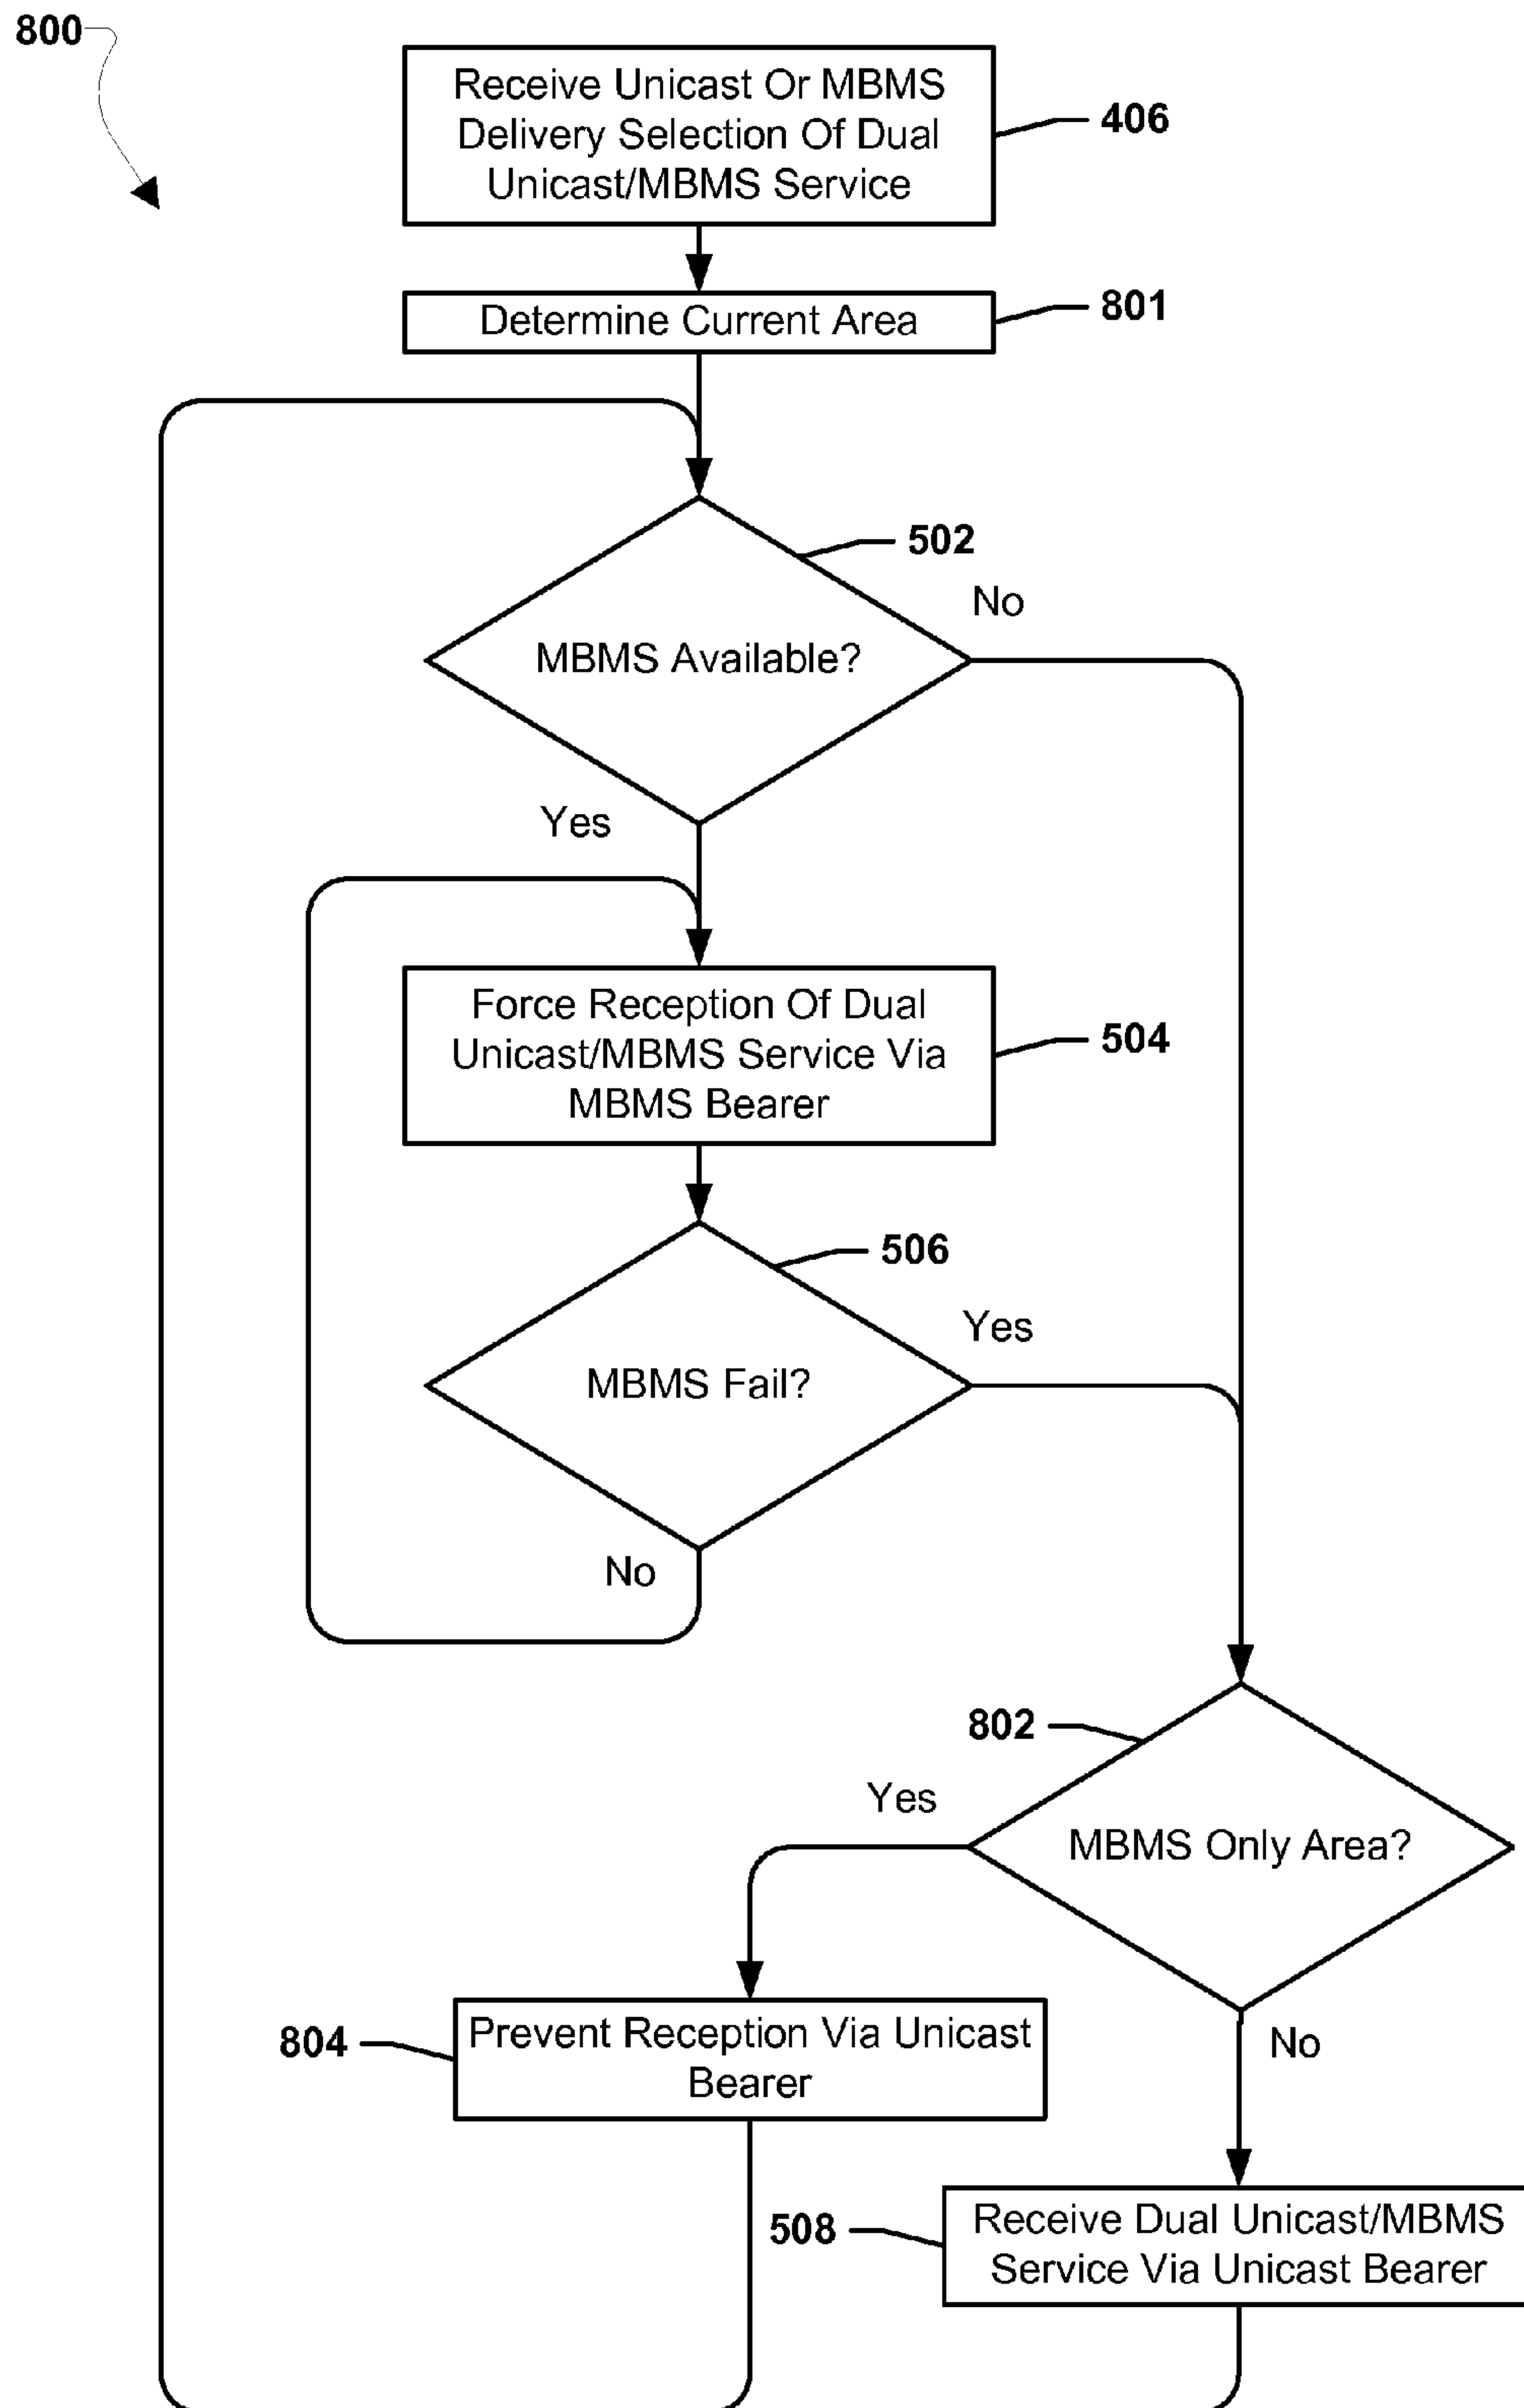 800
Receive Unicast Or MBMS
Delivery Selection Of Dual
Unicast/MBMS Service
406
Determine Current Area
801
502
No
MBMS Available?
Yes
Force Reception Of Dual
Unicast/MBMS Service Via
MBMS Bearer
504
506
Yes
MBMS Fail?
No
802
Yes
MBMS Only Area?
804
Prevent Reception Via Unicast
Bearer
No
508
Receive Dual Unicast/MBMS
Service Via Unicast Bearer